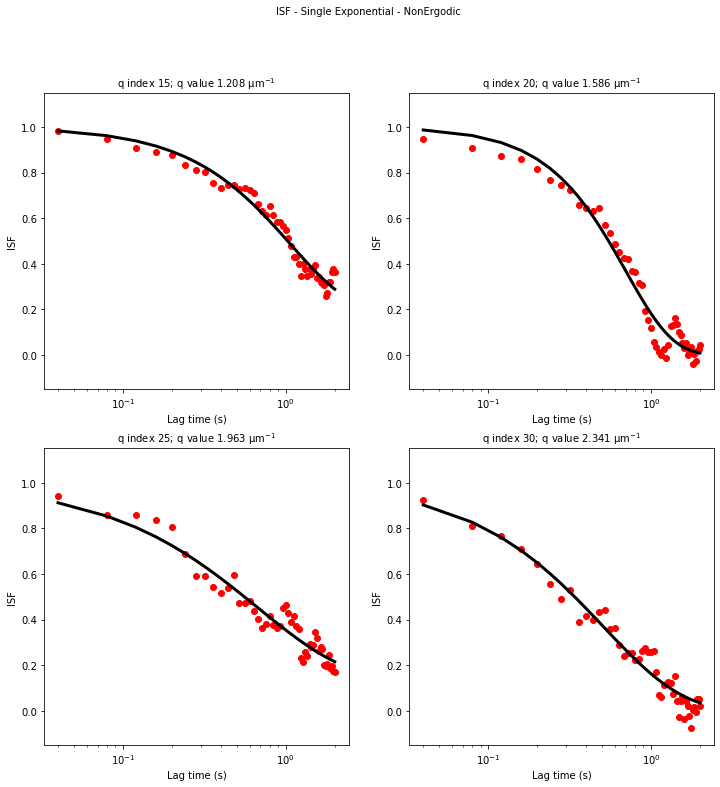 ISF - Single Exponential - NonErgodic
q index 15; q value 1.208 μm⁻¹
q index 20; q value 1.586 μm⁻¹
1.0
0.8
0.6
0.4
0.2
0.0
ISF
10⁻¹
10⁰
Lag time (s)
1.0
0.8
0.6
0.4
0.2
0.0
ISF
10⁻¹
10⁰
Lag time (s)
q index 25; q value 1.963 μm⁻¹
q index 30; q value 2.341 μm⁻¹
1.0
0.8
0.6
0.4
0.2
0.0
ISF
10⁻¹
10⁰
Lag time (s)
1.0
0.8
0.6
0.4
0.2
0.0
ISF
10⁻¹
10⁰
Lag time (s)